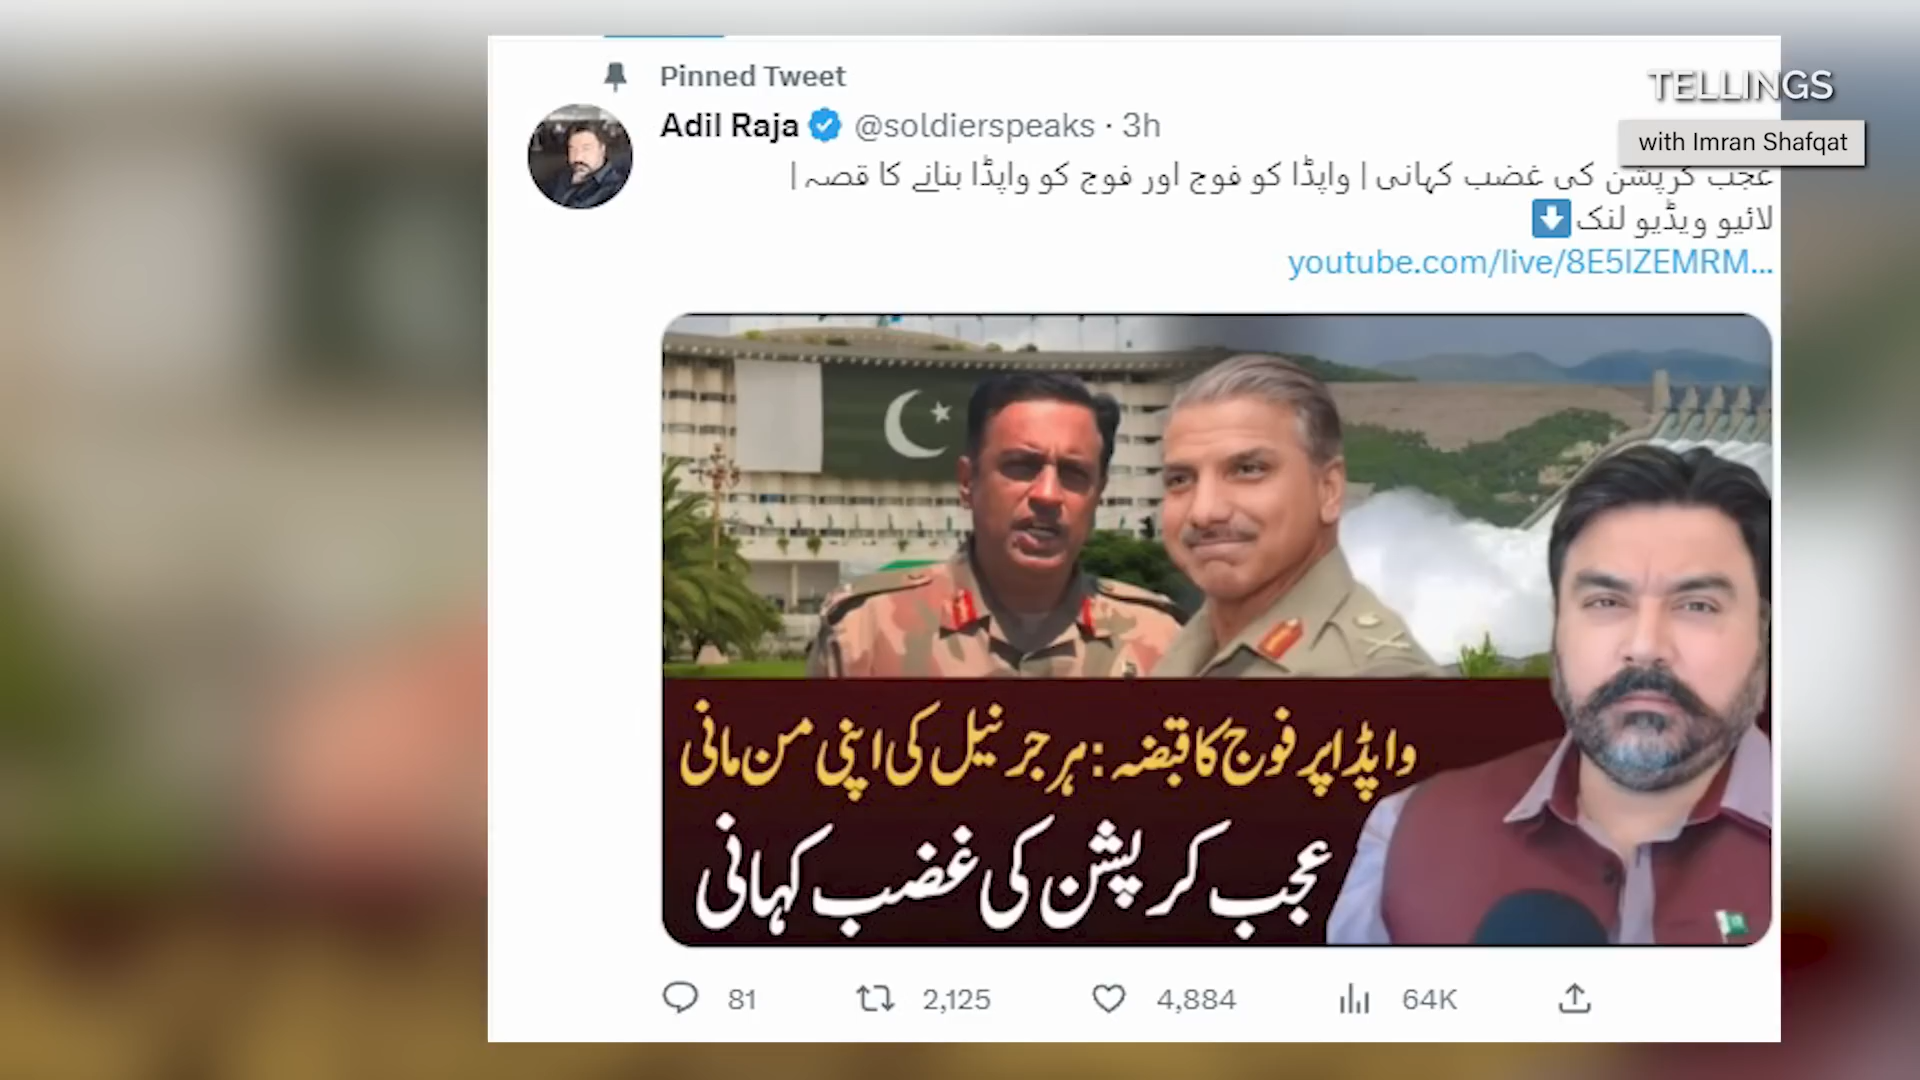 Pinned Tweet
TELLINGS
with Imran Shafqat
Adil Raja @soldierspeaks · 3h
عجب کرپشن کی غضب کہانی | واپڈا کو فوج اور فوج کو واپڈا بنانے کا قصہ |
لائیو ویڈیو لنک
youtube.com/live/8E5IZEMRM...
واپڈا پر فوج کا قبضہ: ہر جرنیل کی اپنی من مانی
عجب کرپشن کی غضب کہانی
81 2,125 4,884 64K